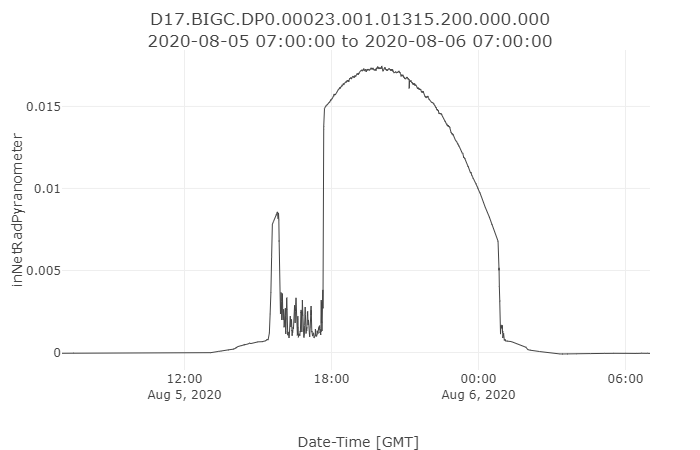 D17.BIGC.DP0.00023.001.01315.200.000.000
2020-08-05 07:00:00 to 2020-08-06 07:00:00
inNetRadPyranometer
0.015
0.01
0.005
0
12:00
Aug 5, 2020
18:00
00:00
Aug 6, 2020
06:00
Date-Time [GMT]